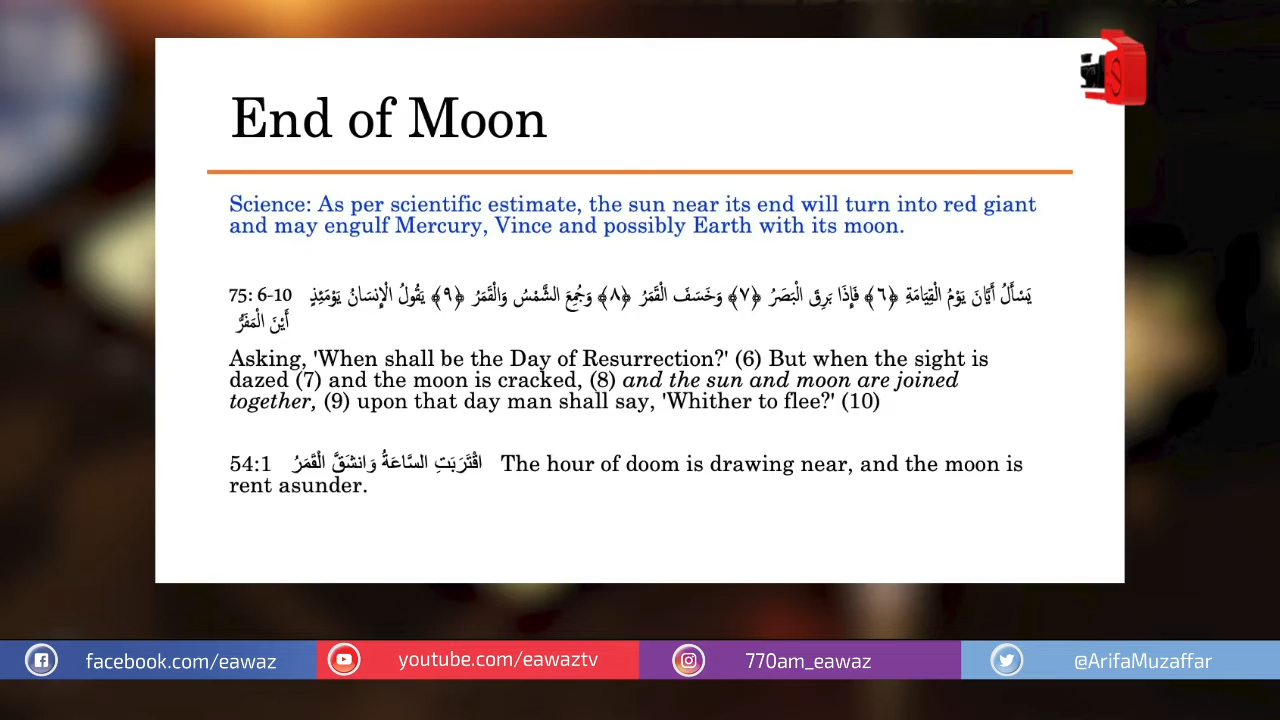 End of Moon
Science: As per scientific estimate, the sun near its end will turn into red giant
and may engulf Mercury, Vince and possibly Earth with its moon.
75: 6-10 يَسْأَلُ أَيَّانَ يَوْمُ الْقِيَامَةِ ﴿٦﴾ فَإِذَا بَرِقَ الْبَصَرُ ﴿٧﴾ وَخَسَفَ الْقَمَرُ ﴿٨﴾ وَجُمِعَ الشَّمْسُ وَالْقَمَرُ ﴿٩﴾ يَقُولُ الْإِنسَانُ يَوْمَئِذٍ
أَيْنَ الْمَفَرُّ
Asking, 'When shall be the Day of Resurrection?' (6) But when the sight is
dazed (7) and the moon is cracked, (8) and the sun and moon are joined
together, (9) upon that day man shall say, 'Whither to flee?' (10)
54:1 اقْتَرَبَتِ السَّاعَةُ وَانشَقَّ الْقَمَرُ The hour of doom is drawing near, and the moon is
rent asunder.
facebook.com/eawaz youtube.com/eawaztv 770am_eawaz @ArifaMuzaffar